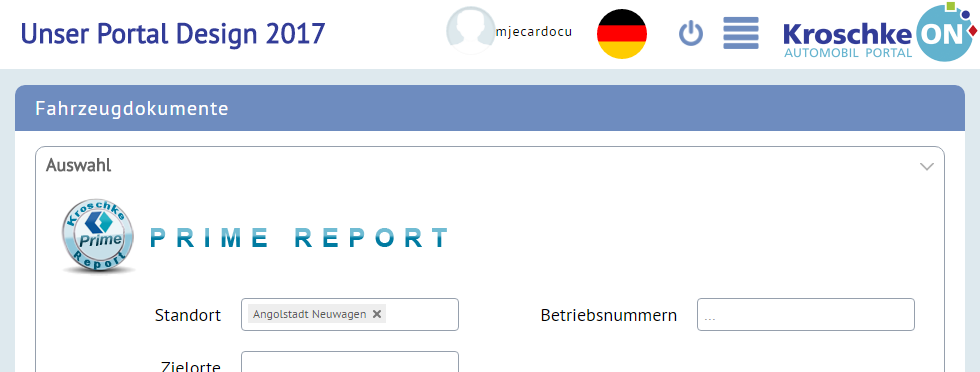 Unser Portal Design 2017
mjecardocu
Kroschke ON
AUTOMOBIL PORTAL
Fahrzeugdokumente
Auswahl
Kroschke
Prime
Report
PRIME REPORT
Standort
Angolstadt Neuwagen
Betriebsnummern
...
Zielorte